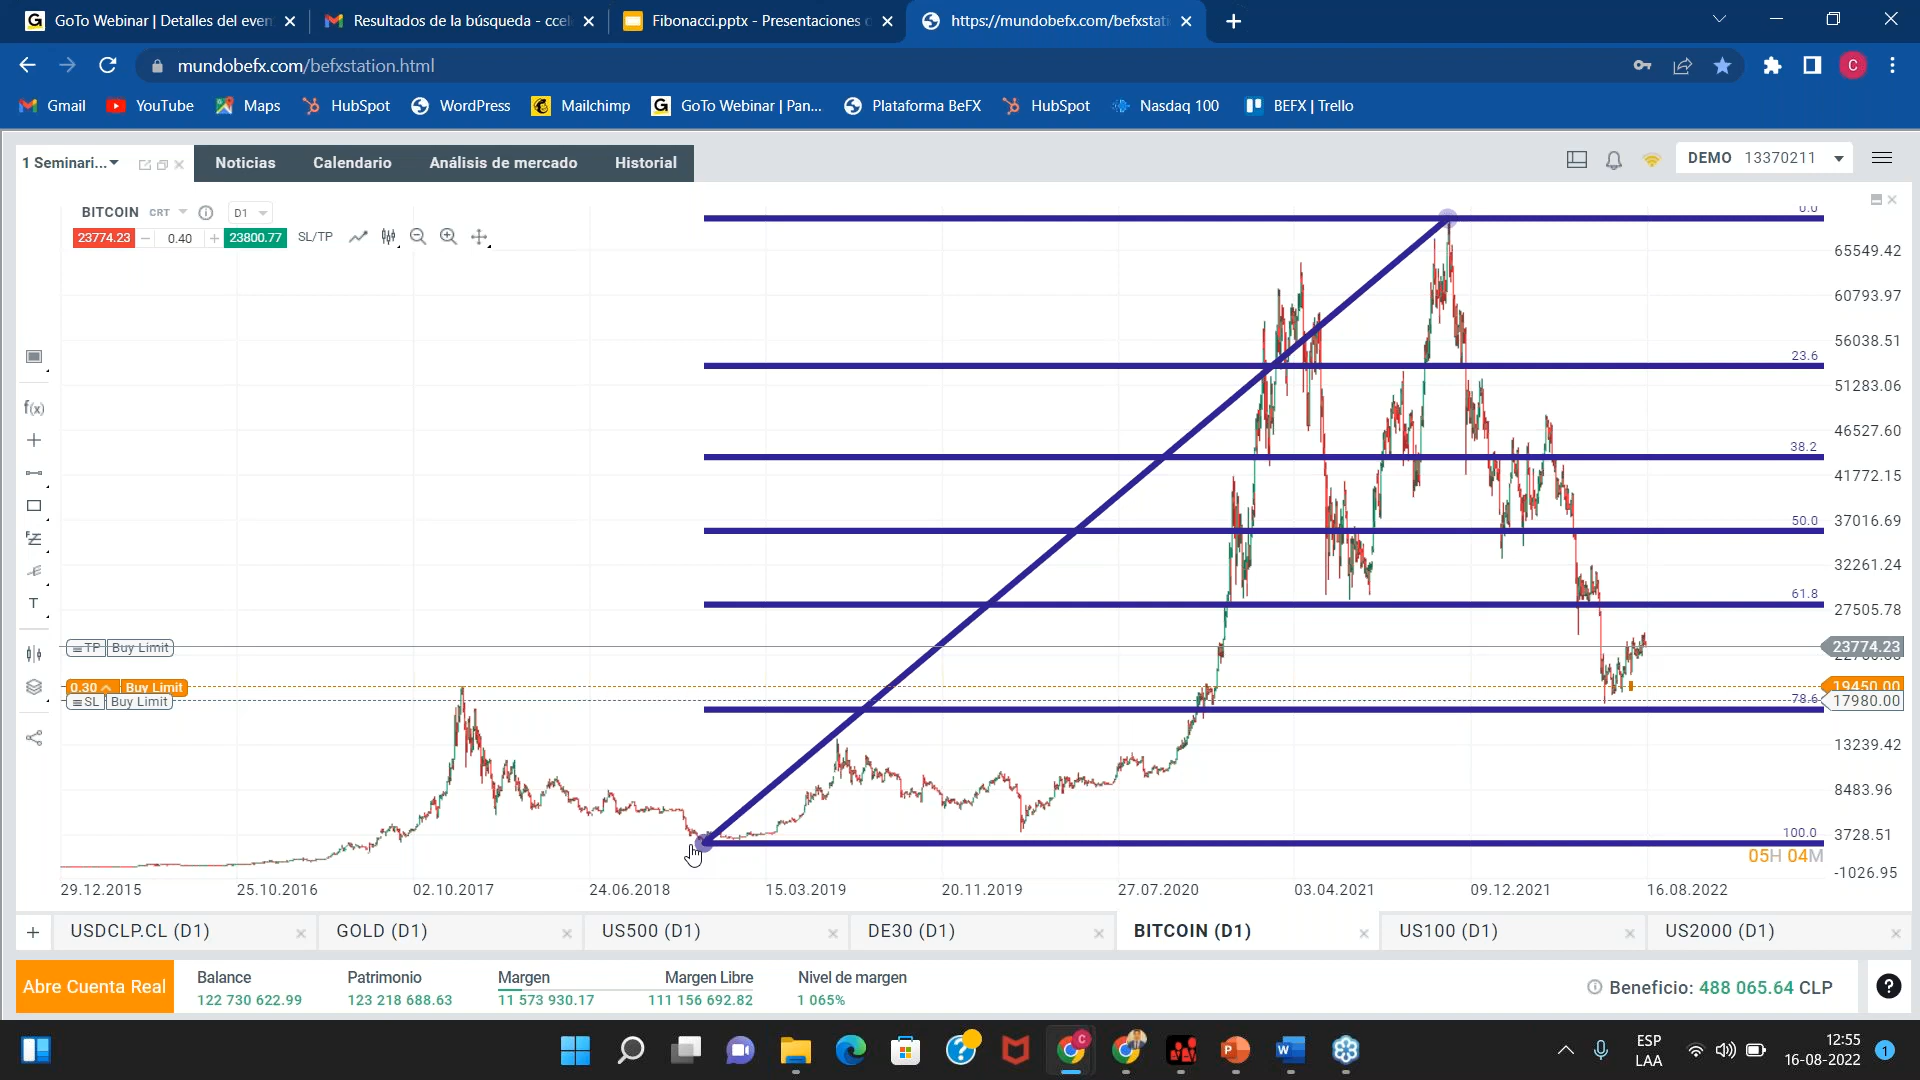 GoTo Webinar | Detalles del even
Resultados de la búsqueda - ccel
Fibonacci.pptx - Presentaciones
https://mundobefx.com/befxstati
mundobefx.com/befxstation.html
C
Gmail
YouTube
Maps
HubSpot
WordPress
Mailchimp
GoTo Webinar | Pan...
Plataforma BeFX
HubSpot
Nasdaq 100
BEFX | Trello
1 Seminari...
Noticias
Calendario
Análisis de mercado
Historial
DEMO 13370211
BITCOIN CRT
D1
23774.23
0.40
23800.77
SL/TP
0.0
65549.42
60793.97
23.6
56038.51
51283.06
38.2
46527.60
41772.15
50.0
37016.69
32261.24
61.8
27505.78
f(x)
T
TP Buy Limit
23774.23
0.30 Buy Limit
19450.00
SL Buy Limit
78.6
17980.00
13239.42
8483.96
100.0
3728.51
05H 04M
-1026.95
29.12.2015
25.10.2016
02.10.2017
24.06.2018
15.03.2019
20.11.2019
27.07.2020
03.04.2021
09.12.2021
16.08.2022
USDCLP.CL (D1)
GOLD (D1)
US500 (D1)
DE30 (D1)
BITCOIN (D1)
US100 (D1)
US2000 (D1)
Abre Cuenta Real
Balance
122 730 622.99
Patrimonio
123 218 688.63
Margen
11 573 930.17
Margen Libre
111 156 692.82
Nivel de margen
1 065%
Beneficio: 488 065.64 CLP
?
ESP
LAA
12:55
16-08-2022
1